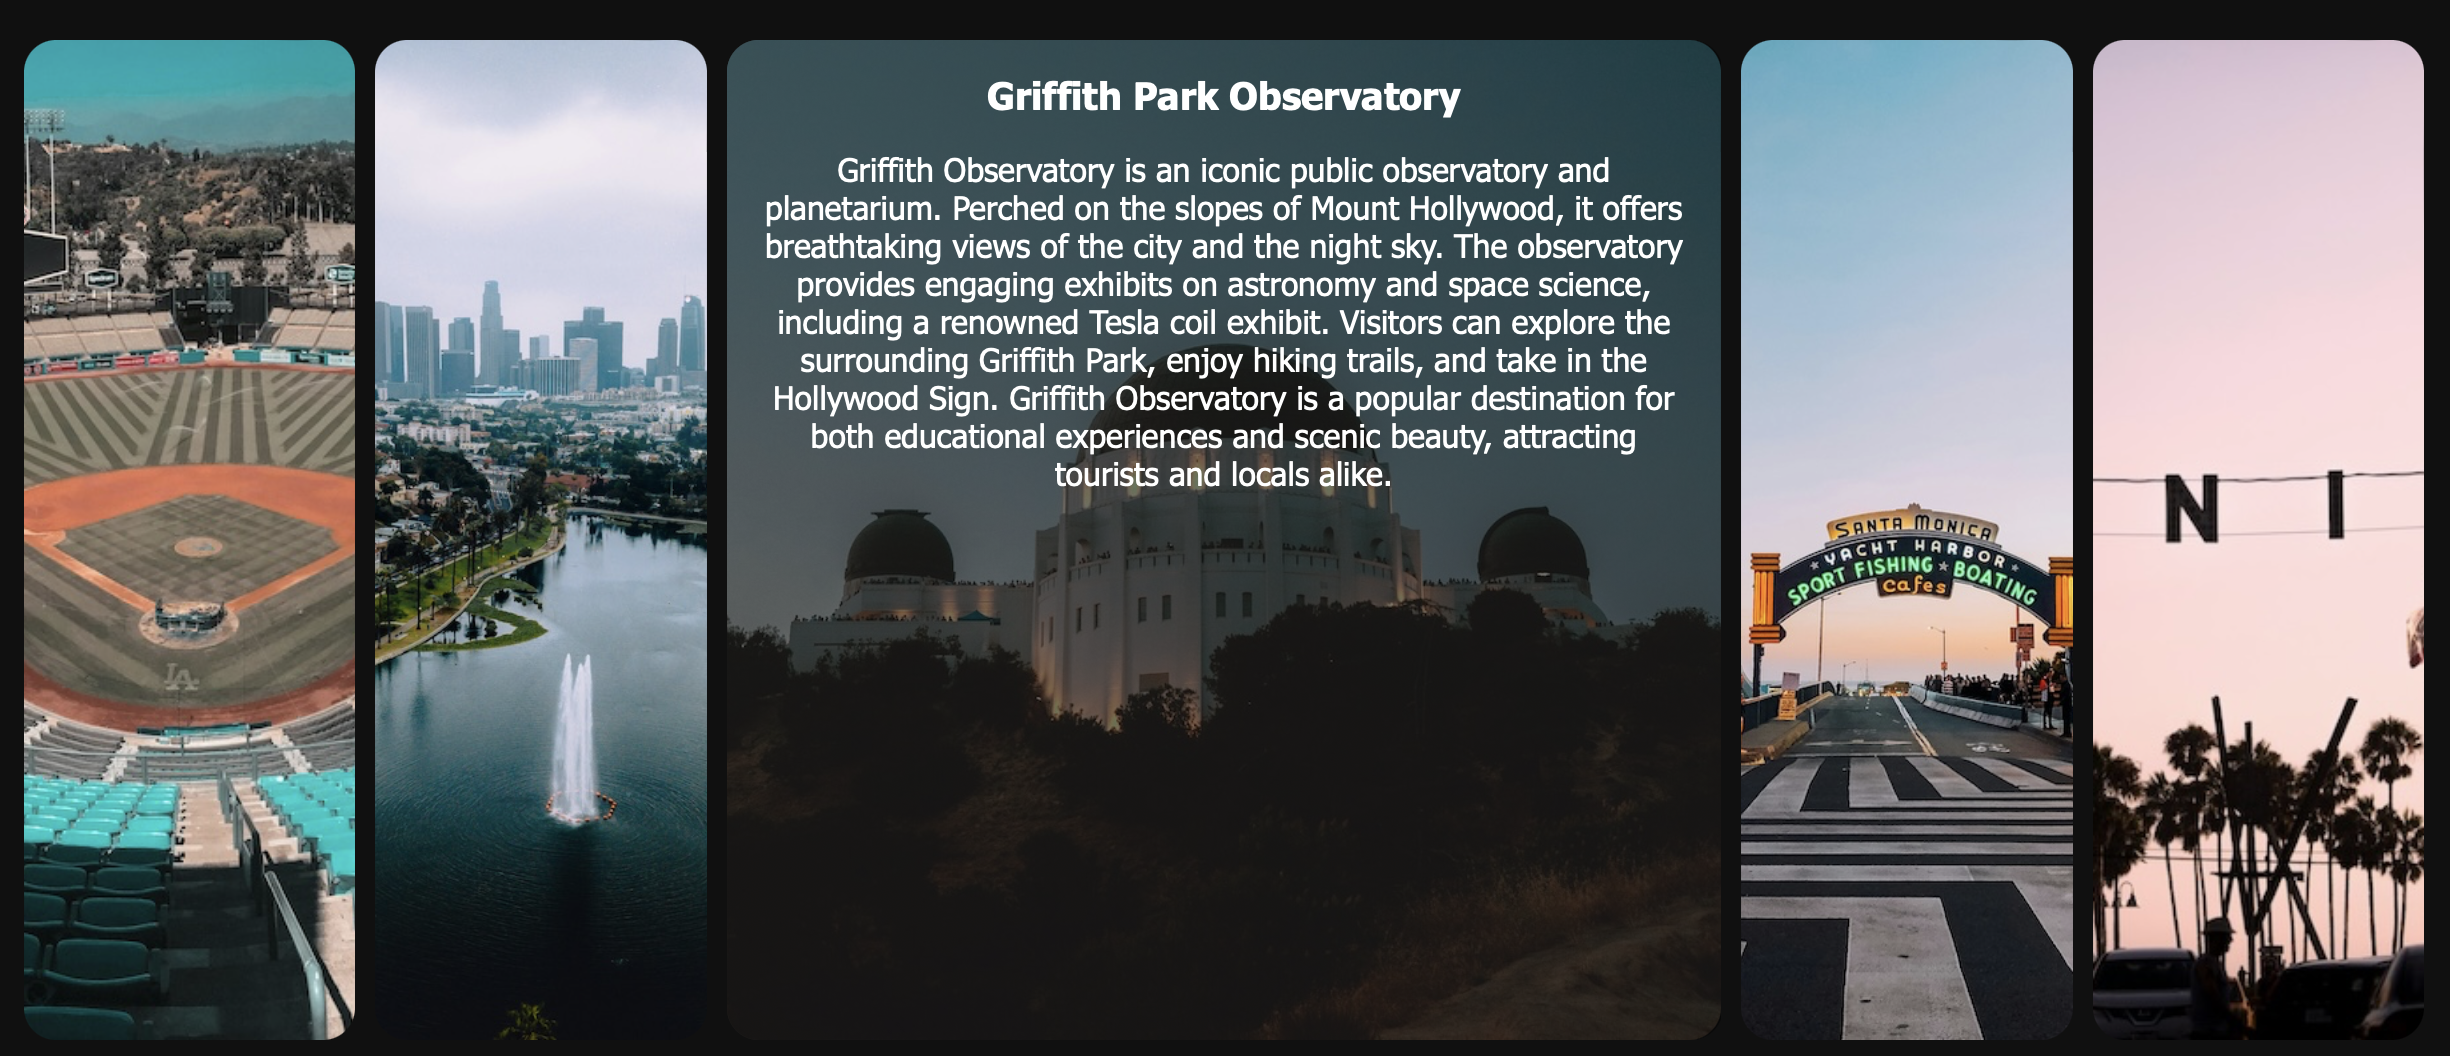 LA
Griffith Park Observatory
Griffith Observatory is an iconic public observatory and
planetarium. Perched on the slopes of Mount Hollywood, it offers
breathtaking views of the city and the night sky. The observatory
provides engaging exhibits on astronomy and space science,
including a renowned Tesla coil exhibit. Visitors can explore the
surrounding Griffith Park, enjoy hiking trails, and take in the
Hollywood Sign. Griffith Observatory is a popular destination for
both educational experiences and scenic beauty, attracting
tourists and locals alike.
SANTA MONICA
* YACHT HARBOR *
SPORT FISHING * BOATING
cafes
N I